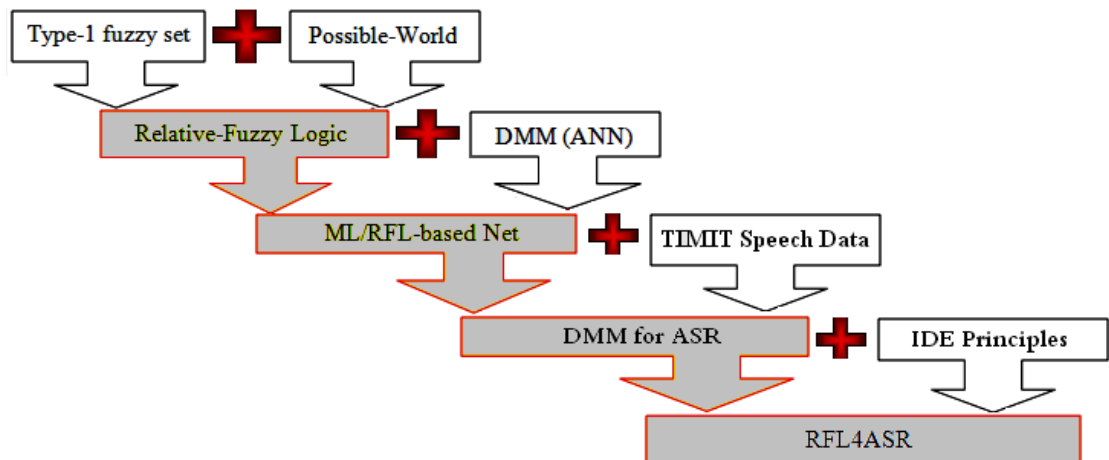 Type-1 fuzzy set
Possible-World
Relative-Fuzzy Logic
DMM (ANN)
ML/RFL-based Net
TIMIT Speech Data
DMM for ASR
IDE Principles
RFL4ASR